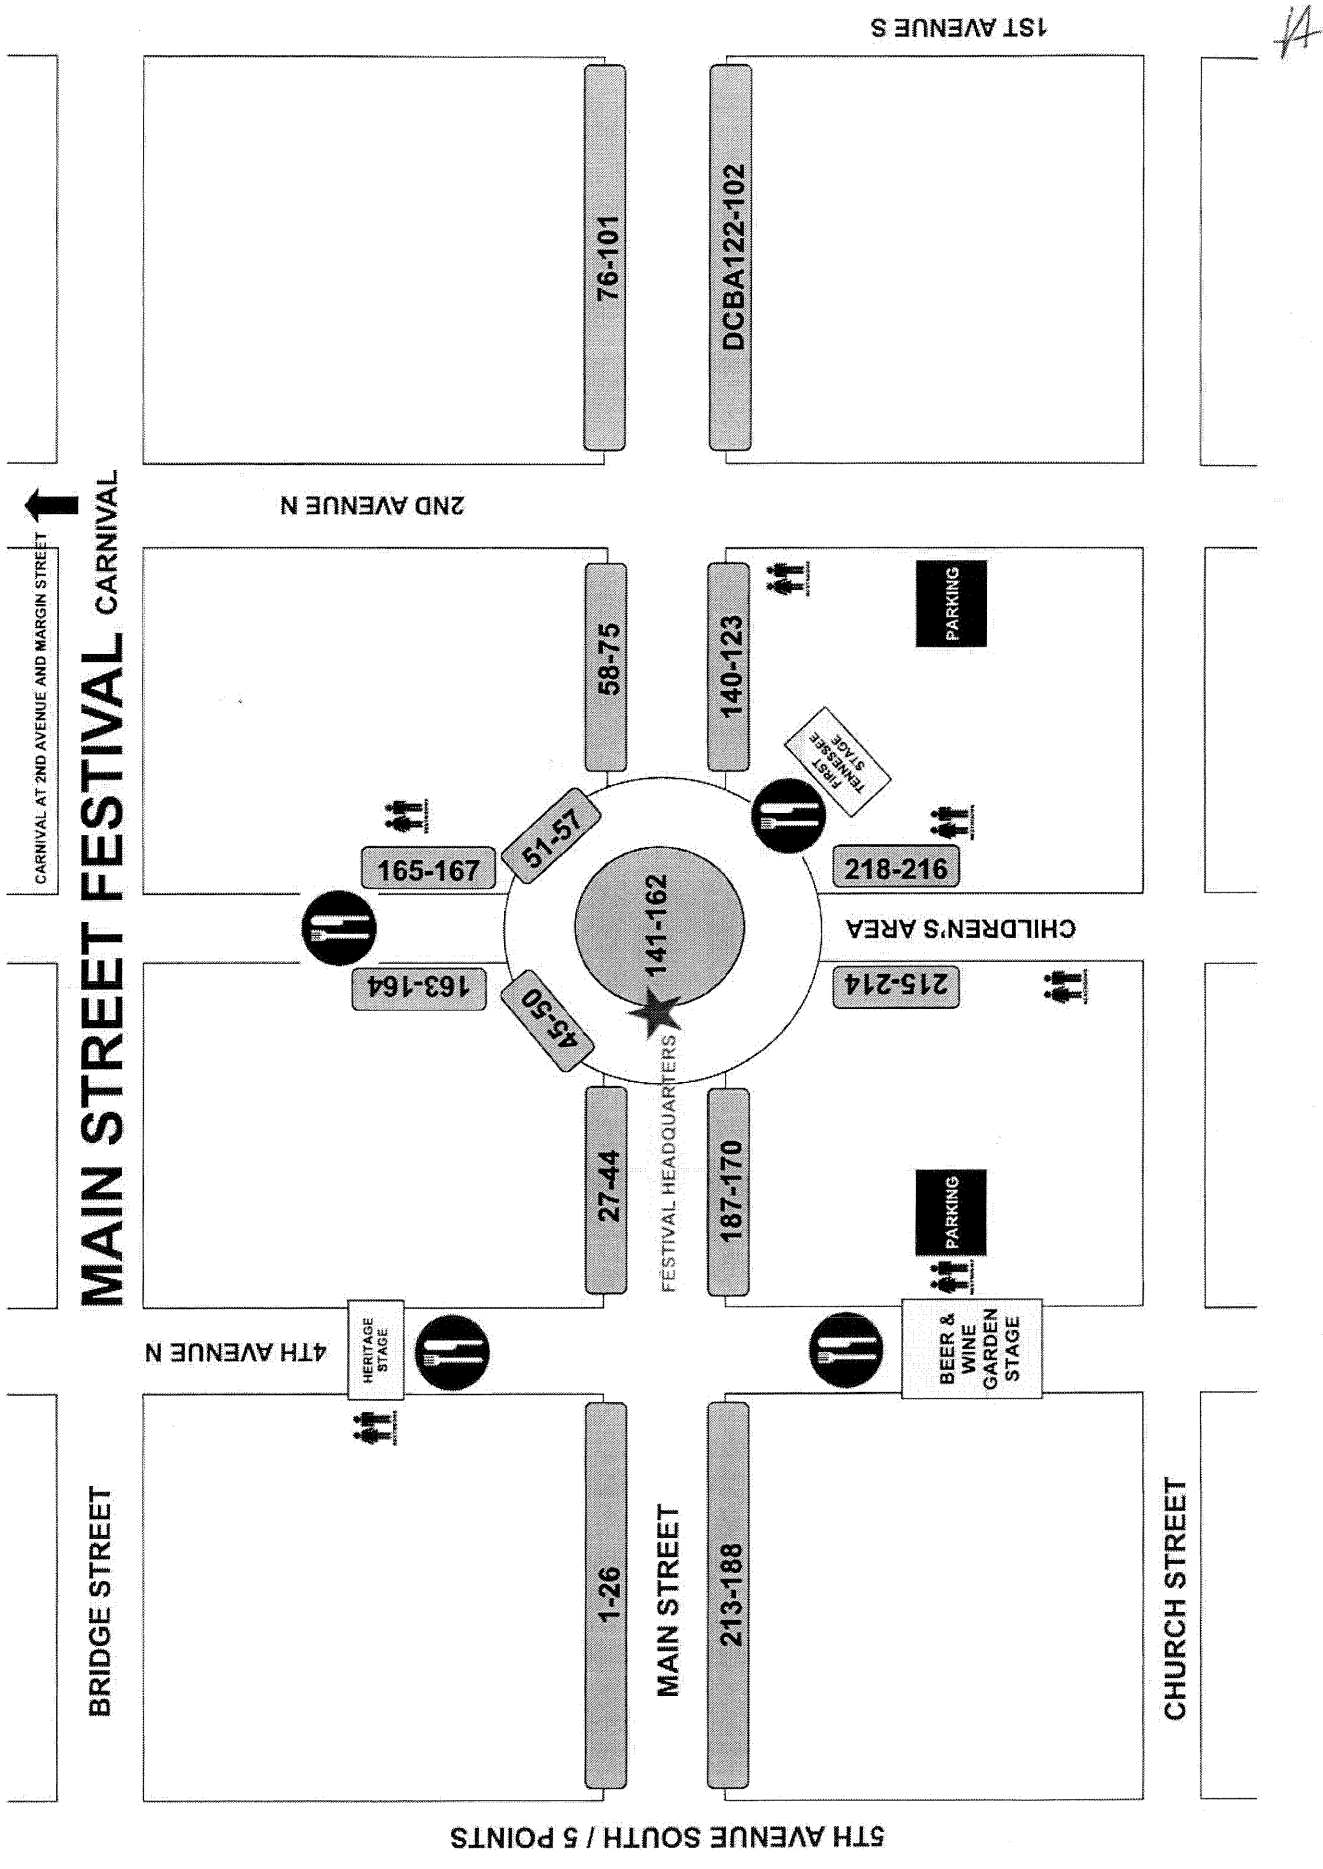 CARNIVAL AT 2ND AVENUE AND MARGIN STREET
MAIN STREET FESTIVAL
CARNIVAL
BRIDGE STREET
4TH AVENUE N
2ND AVENUE N
HERITAGE
STAGE
163-164
165-167
45-50
51-57
1-26
27-44
58-75
76-101
MAIN STREET
FESTIVAL HEADQUARTERS
141-162
213-188
187-170
140-123
DCBA122-102
FIRST
TENNESSEE
STAGE
215-214
218-216
BEER &
WINE
GARDEN
STAGE
PARKING
CHILDREN'S AREA
PARKING
CHURCH STREET
5TH AVENUE SOUTH / 5 POINTS
1ST AVENUE S